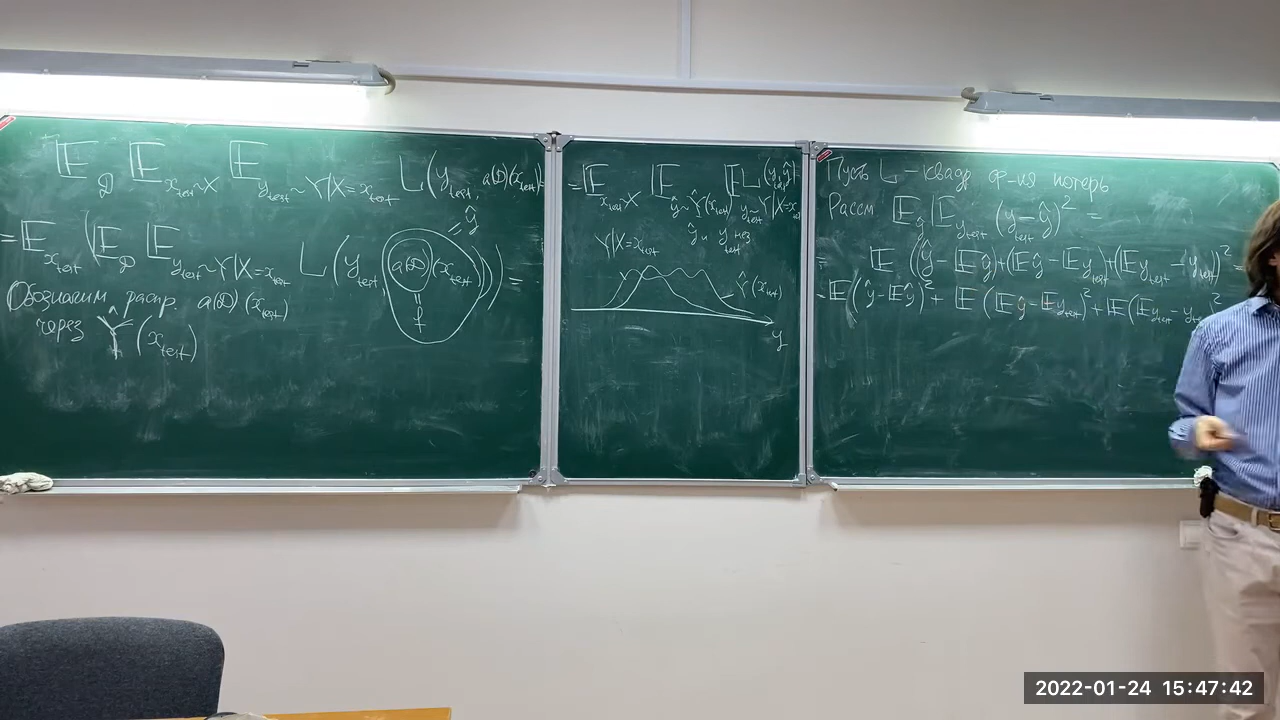 𝔼_D 𝔼_{x_test~X} 𝔼_{y_test~Y|X=x_test} L(y_test, a(D)(x_test)) =
= 𝔼_{x_test} (𝔼_D 𝔼_{y_test~Y|X=x_test} L(y_test, a(D)(x_test))) =
= ŷ
= f
Обозначим распр. a(D)(x_test)
через Ŷ(x_test)
= 𝔼_{x_test~X} 𝔼_{ŷ~Ŷ(x_test)} 𝔼_{y_test~Y|X=x_test} L(y_test, ŷ)
ŷ и y_test нез
Y|X=x_test
Ŷ(x_test)
y
Пусть L – квадр ф-ия потерь
Рассм 𝔼_ŷ 𝔼_{y_test} (y_test - ŷ)² =
= 𝔼((ŷ - 𝔼ŷ) + (𝔼ŷ - 𝔼y_test) + (𝔼y_test - y_test))² =
= 𝔼(ŷ - 𝔼ŷ)² + 𝔼(𝔼ŷ - 𝔼y_test)² + 𝔼(𝔼y_test - y_test)²
2022-01-24 15:47:42